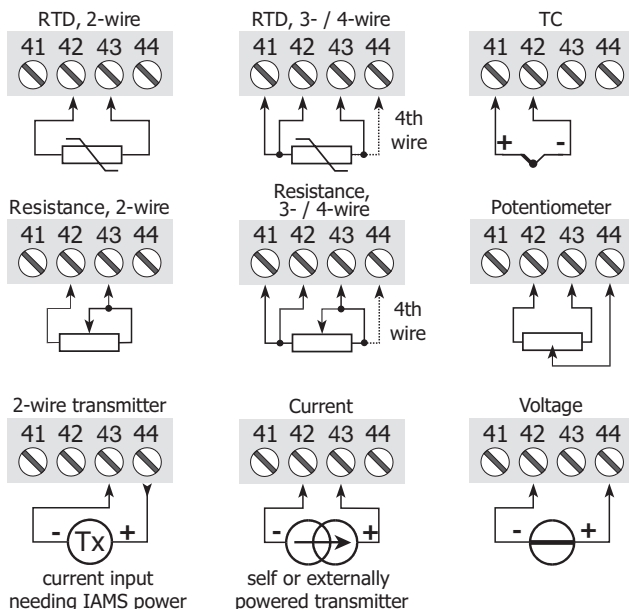 RTD, 2-wire
41 42 43 44
RTD, 3- / 4-wire
41 42 43 44
4th
wire
TC
41 42 43 44
+ -
Resistance, 2-wire
41 42 43 44
Resistance,
3- / 4-wire
41 42 43 44
4th
wire
Potentiometer
41 42 43 44
2-wire transmitter
41 42 43 44
- Tx +
current input
needing IAMS power
Current
41 42 43 44
- +
self or externally
powered transmitter
Voltage
41 42 43 44
- +